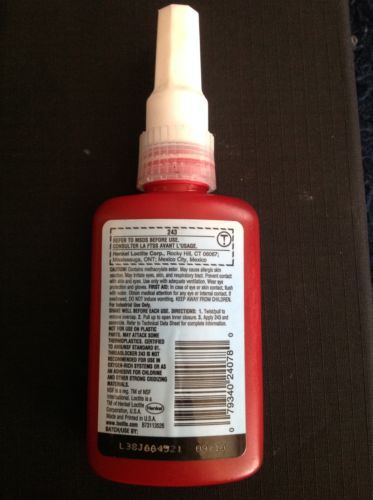 243
REFER TO MSDS BEFORE USE.
CONSULTER LA FTSS AVANT L'USAGE.
T
Henkel Loctite Corp., Rocky Hill, CT 06067;
Mississauga, ONT; Mexico City, Mexico
CAUTION! Contains methacrylate ester. May cause allergic skin
reaction. May irritate eyes, skin, and respiratory tract. Prevent contact
with skin and eyes. Use only with adequate ventilation. Wear eye
protection and gloves. FIRST AID: In case of eye or skin contact, flush
with water. Obtain medical attention for any eye or internal contact. If
swallowed, DO NOT induce vomiting. KEEP AWAY FROM CHILDREN.
For Industrial Use Only.
SHAKE WELL BEFORE EACH USE. DIRECTIONS: 1. Twist/pull to
remove overcap. 2. Pull up to open inner closure. 3. Apply 243 and
assemble. Refer to Technical Data Sheet for complete information.
NOT FOR USE ON PLASTIC
PARTS. MAY ATTACK SOME
THERMOPLASTICS. CERTIFIED
TO ANSI/NSF STANDARD 61.
THREADLOCKER 243 IS NOT
RECOMMENDED FOR USE IN
OXYGEN-RICH SYSTEMS OR AS
AN ADHESIVE FOR CHLORINE
AND OTHER STRONG OXIDIZING
MATERIALS.
NSF is a reg. TM of NSF
International. Loctite is a
TM of Henkel Loctite
Corporation, U.S.A.
Made and Printed in U.S.A.
www.loctite.com
Henkel
BATCH/USE BY:
0 79340 24078 0